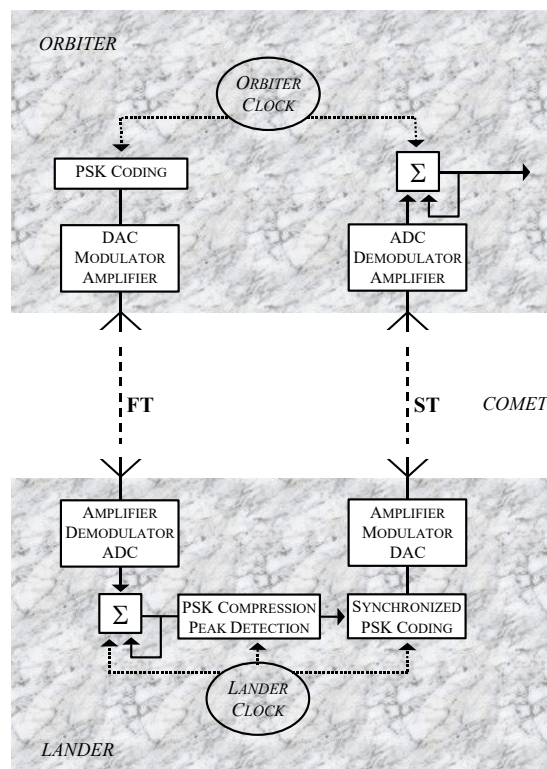 ORBITER
ORBITER
CLOCK
PSK CODING
Σ
DAC
MODULATOR
AMPLIFIER
ADC
DEMODULATOR
AMPLIFIER
FT
ST
COMET
AMPLIFIER
DEMODULATOR
ADC
AMPLIFIER
MODULATOR
DAC
Σ
PSK COMPRESSION
PEAK DETECTION
SYNCHRONIZED
PSK CODING
LANDER
CLOCK
LANDER